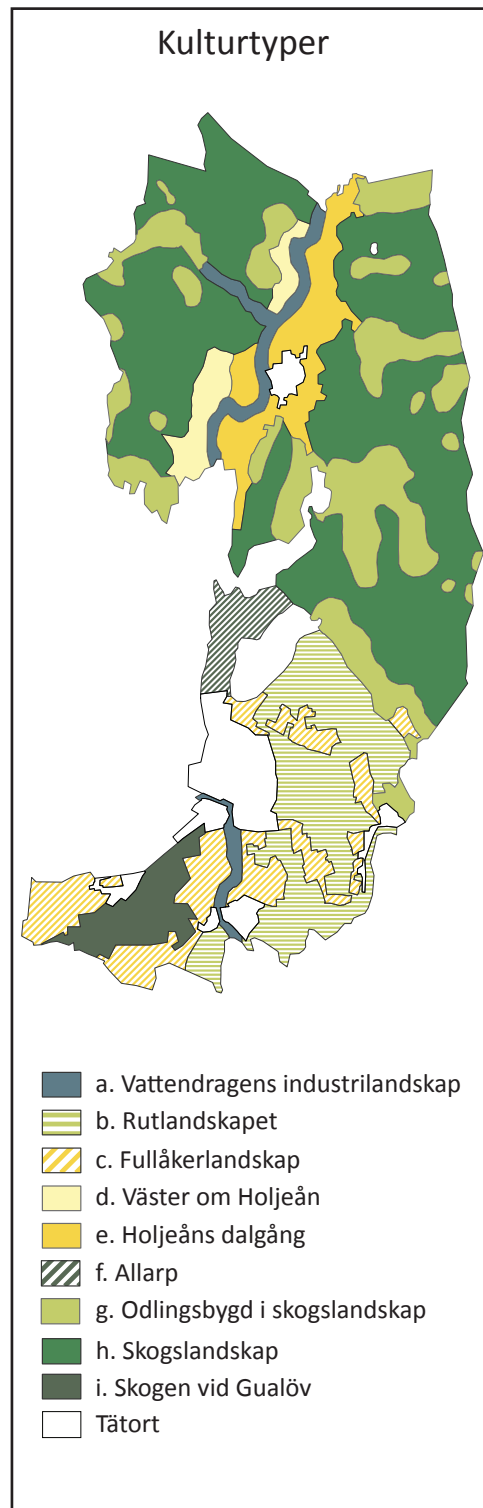 Kulturtyper
a. Vattendragens industrilandskap
b. Rutlandskapet
c. Fullåkerlandskap
d. Väster om Holjeån
e. Holjeåns dalgång
f. Allarp
g. Odlingsbygd i skogslandskap
h. Skogslandskap
i. Skogen vid Gualöv
Tätort